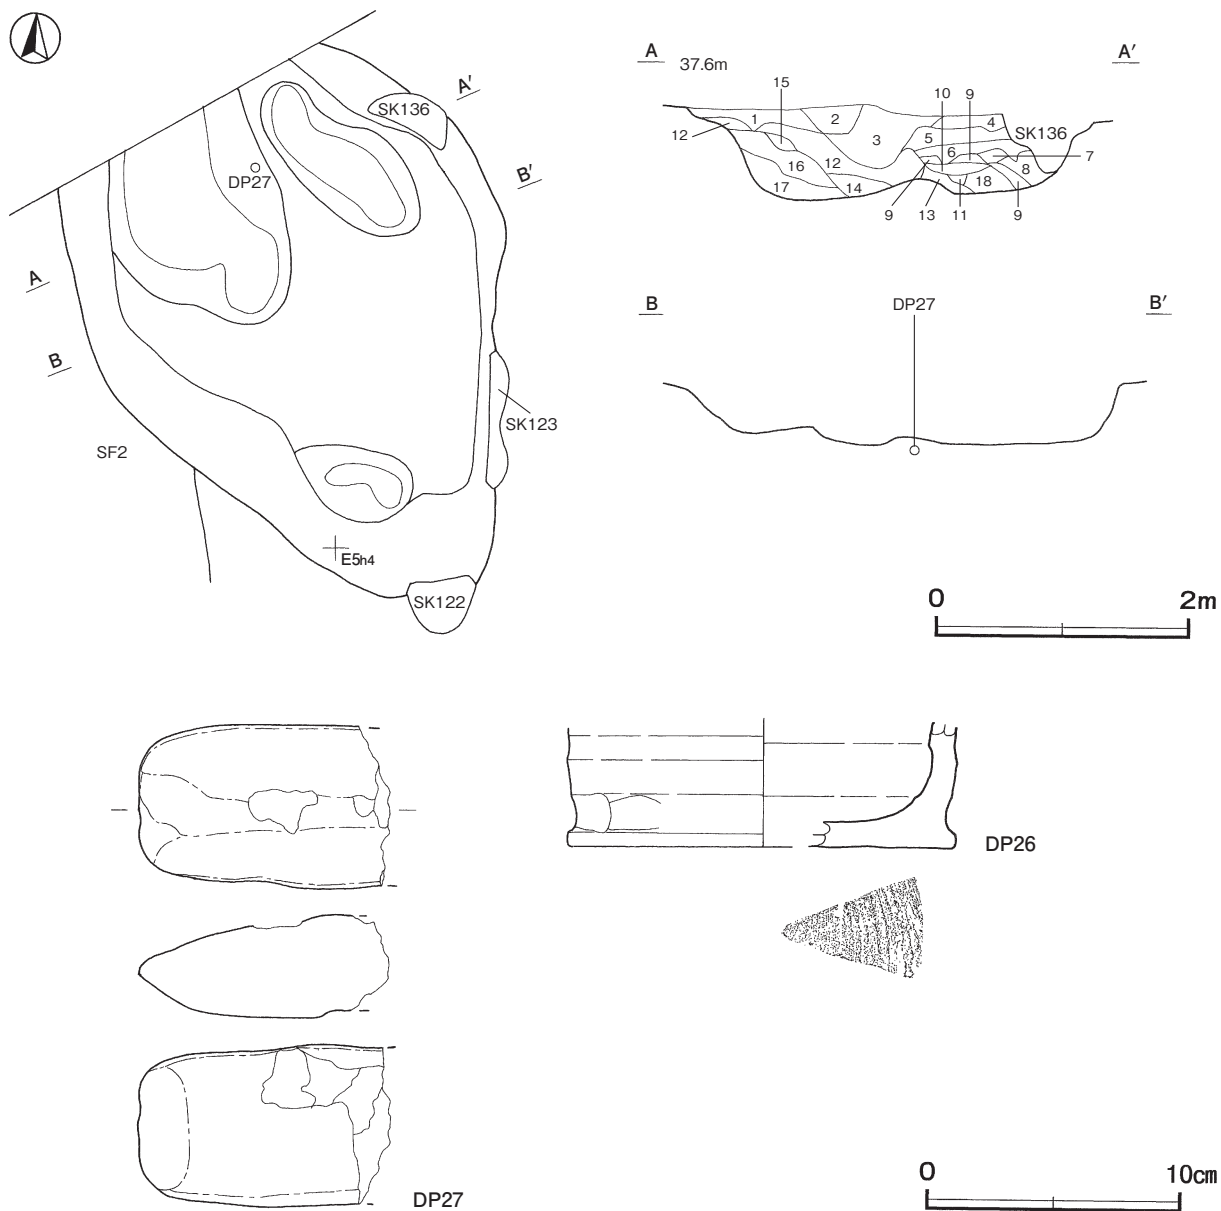 A A′
37.6m
15 10 9
1 2 4
12 3 5 SK136
6 7
16 12 8
17 14 18
9 13 11 9
SK136
A′
DP27
B′
A
B
SK123
SF2
E5h4
SK122
B DP27 B′
0 2m
DP26
DP27
0 10cm